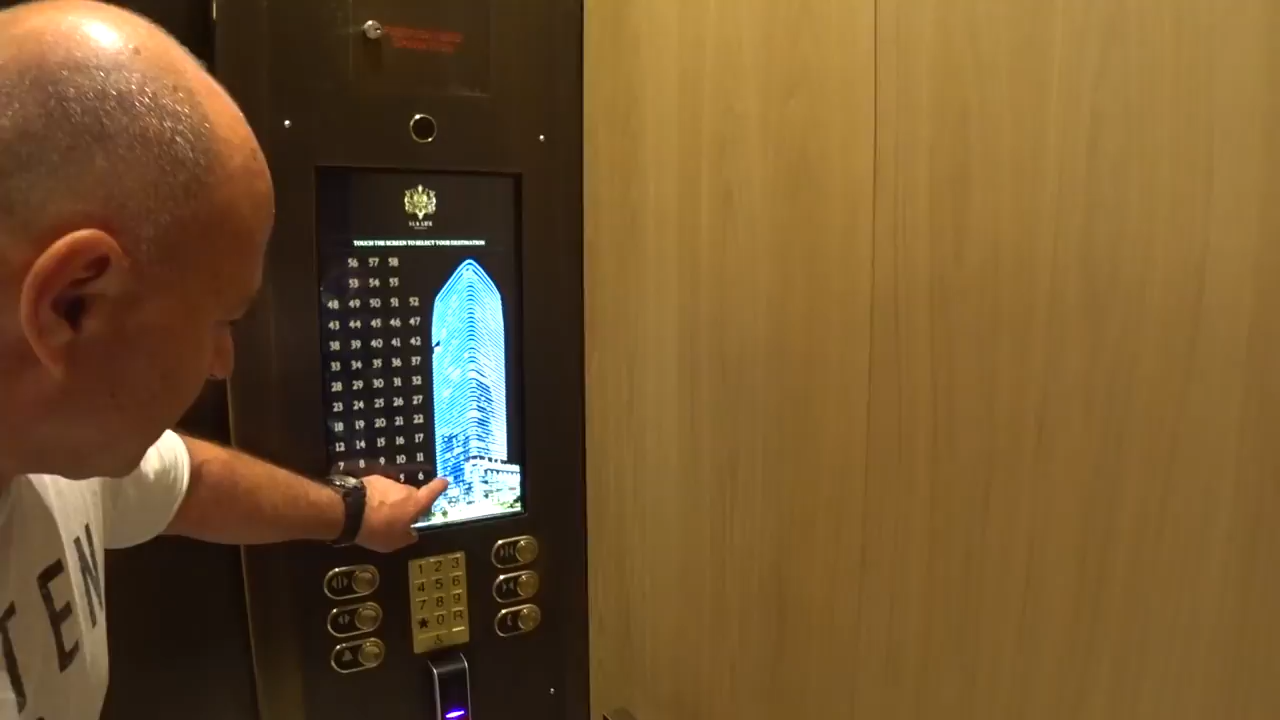 TOUCH THE SCREEN TO SELECT YOUR DESTINATION
56 57 58
53 54 55
48 49 50 51 52
43 44 45 46 47
38 39 40 41 42
33 34 35 36 37
28 29 30 31 32
23 24 25 26 27
18 19 20 21 22
12 14 15 16 17
7 8 9 10 11
5 6
1 2 3
4 5 6
7 8 9
★ 0 R
&
TEN